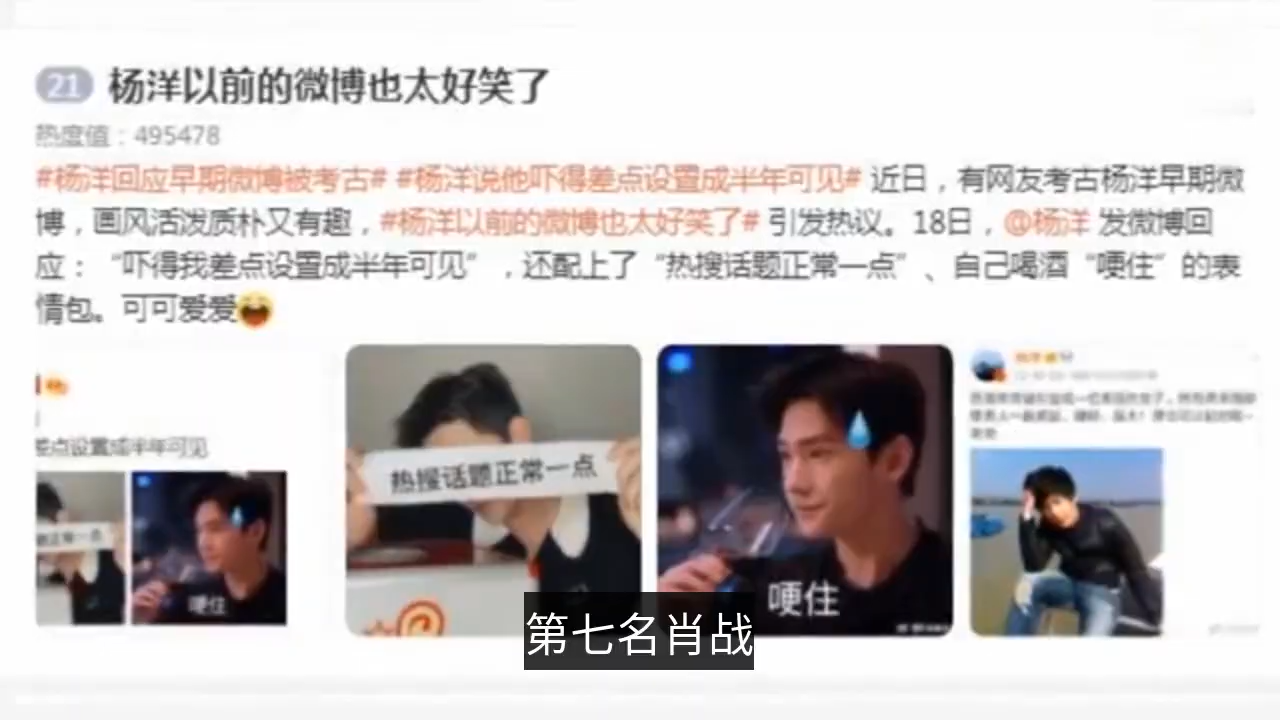 21 杨洋以前的微博也太好笑了
热度值：495478
#杨洋回应早期微博被考古# #杨洋说他吓得差点设置成半年可见# 近日，有网友考古杨洋早期微
博，画风活泼质朴又有趣，#杨洋以前的微博也太好笑了# 引发热议。18日，@杨洋 发微博回
应：“吓得我差点设置成半年可见”，还配上了“热搜话题正常一点”、自己喝酒“哽住”的表
情包。可可爱爱
差点设置成半年可见
哽住
热搜话题正常一点
哽住
第七名肖战